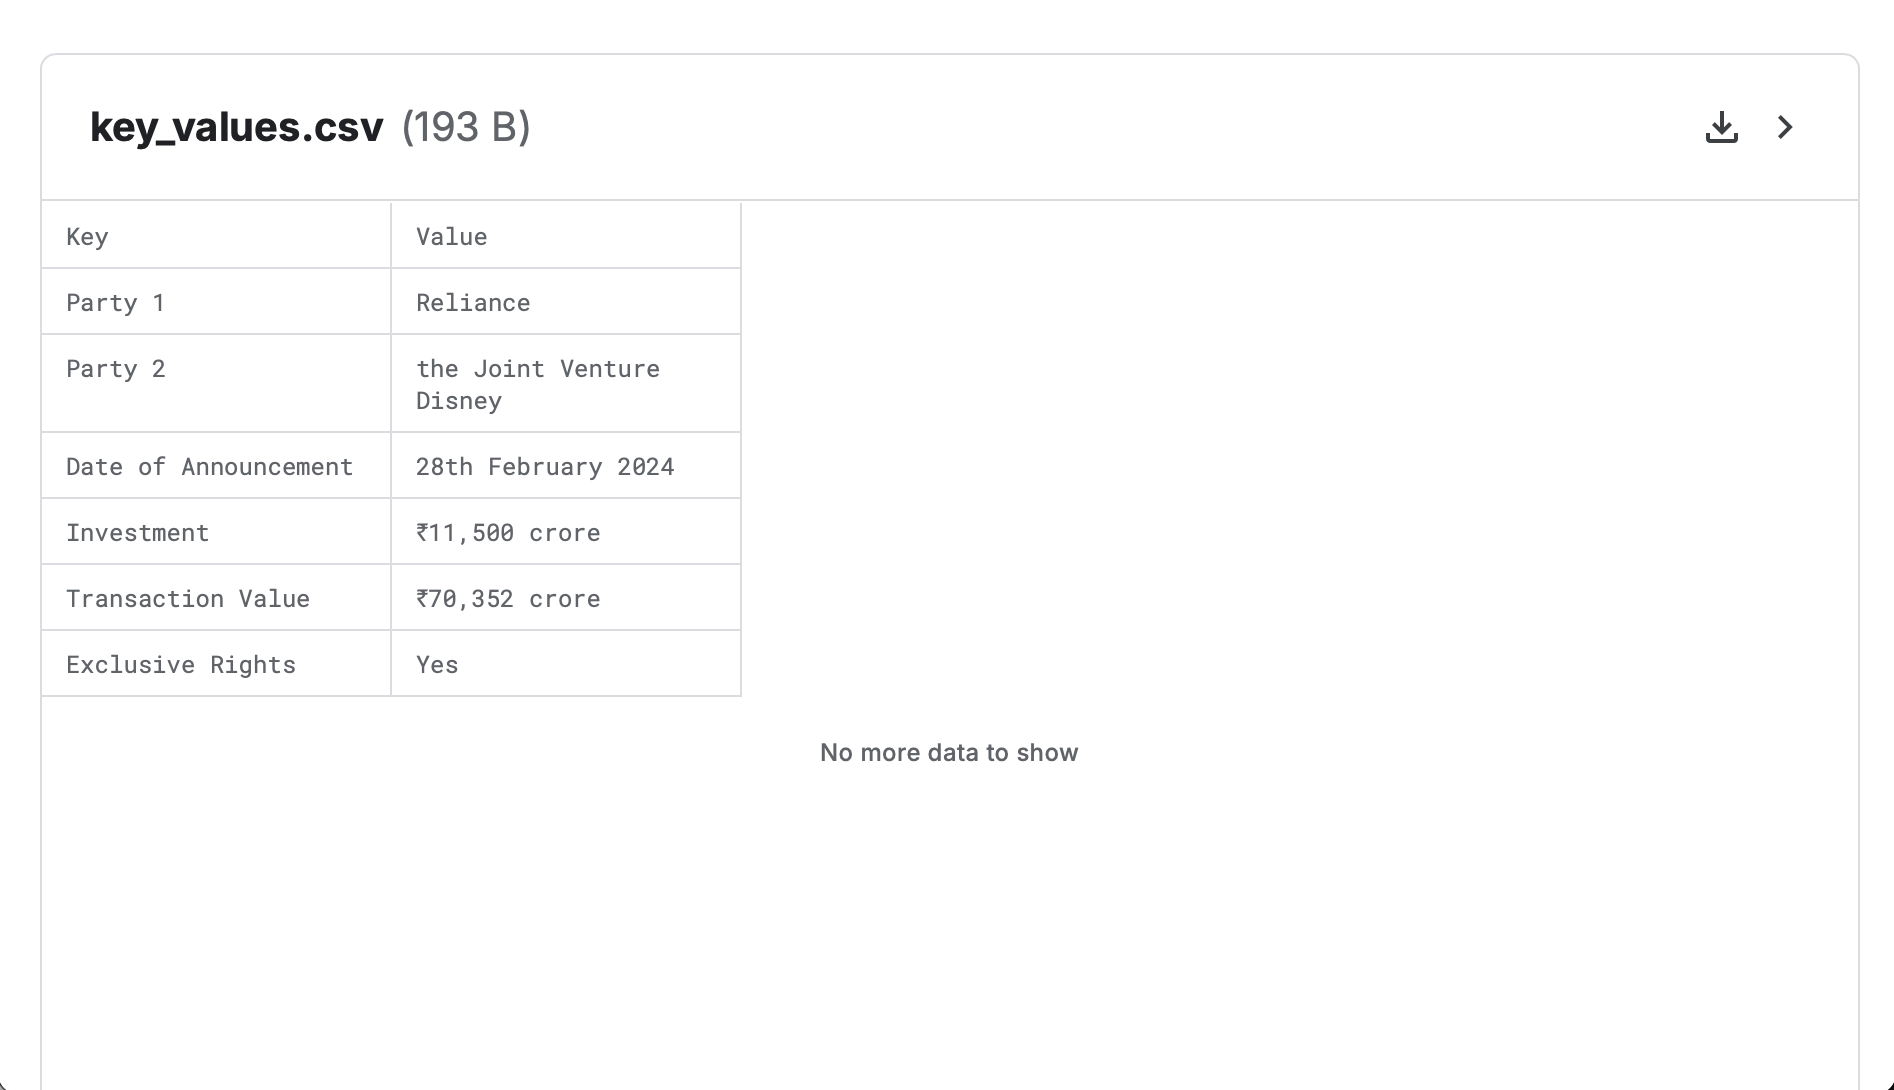 key_values.csv (193 B)
Key Value
Party 1 Reliance
Party 2 the Joint Venture
Disney
Date of Announcement 28th February 2024
Investment ₹11,500 crore
Transaction Value ₹70,352 crore
Exclusive Rights Yes
No more data to show